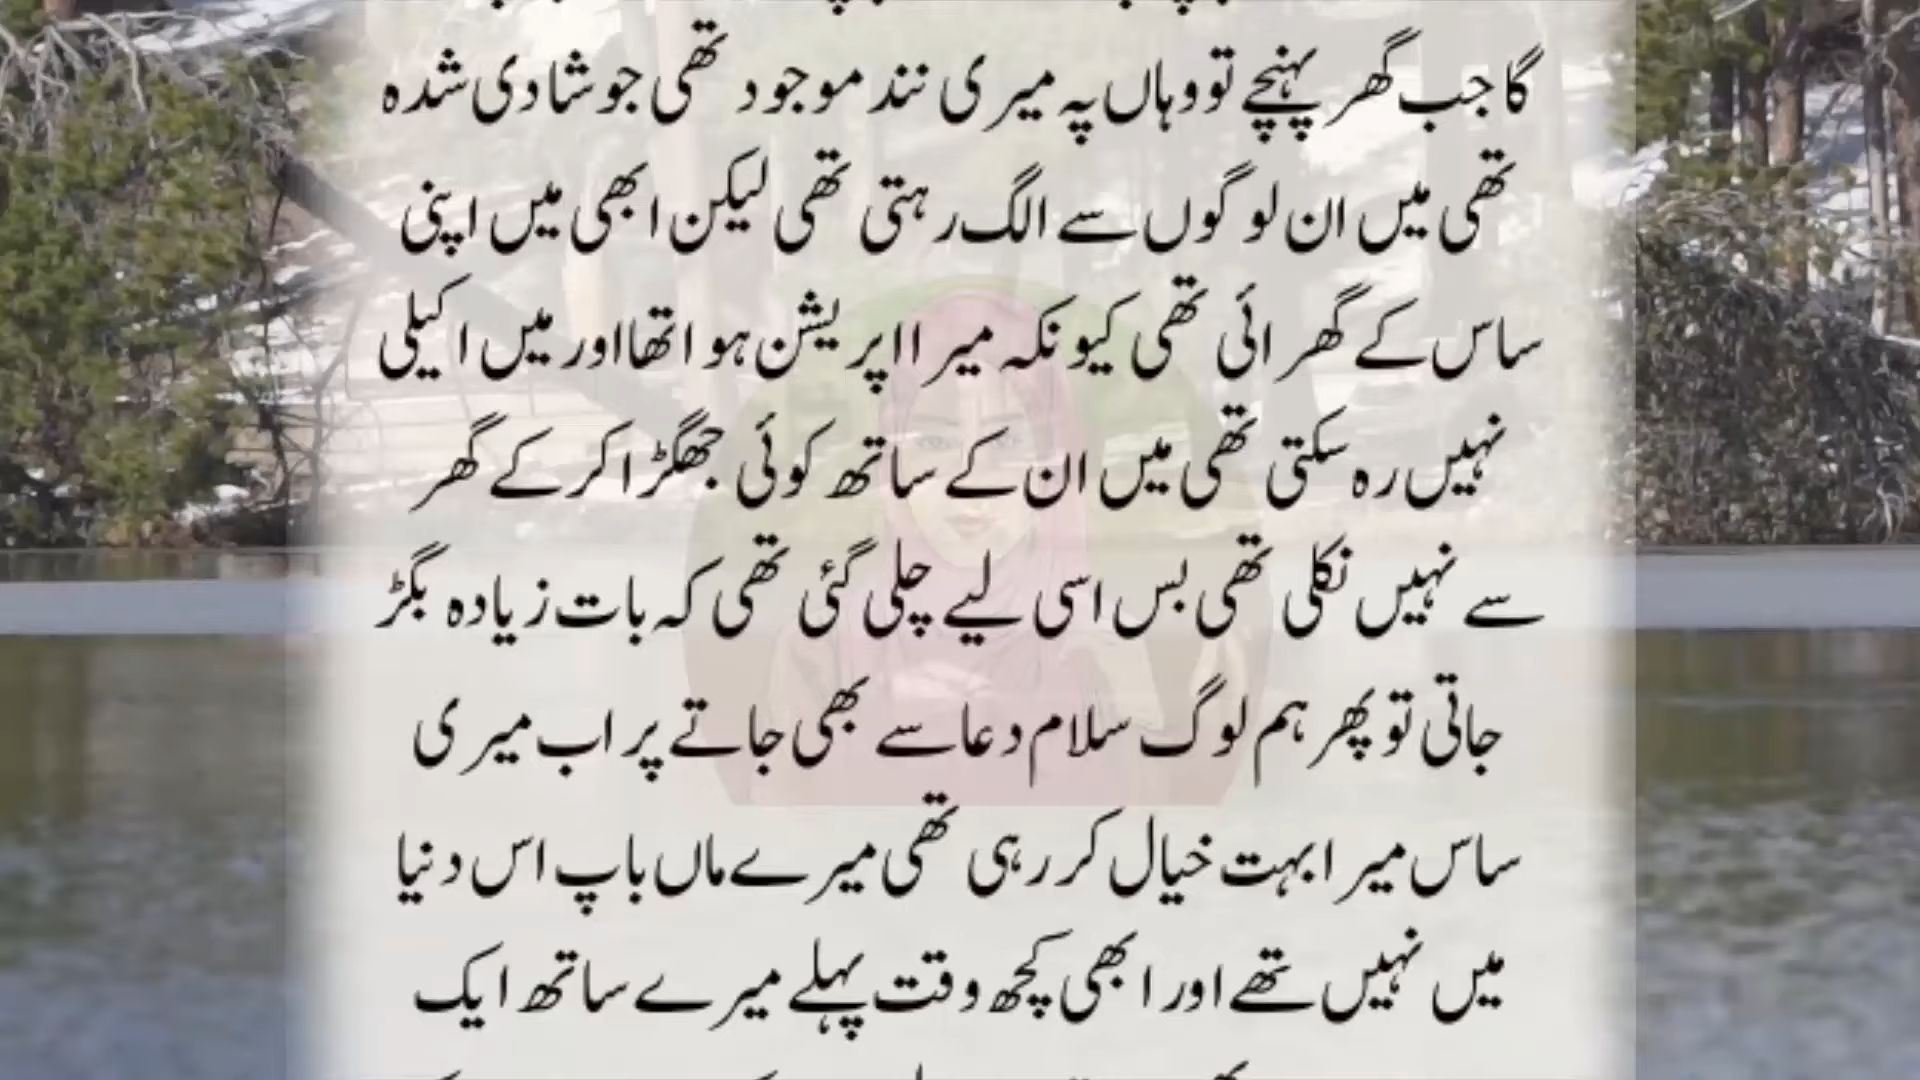 گا جب گھر پہنچے تو وہاں پہ میری نند موجود تھی جو شادی شدہ
تھی میں ان لوگوں سے الگ رہتی تھی لیکن ابھی میں اپنی
ساس کے گھر ائی تھی کیونکہ میرا اپریشن ہوا تھا اور میں اکیلی
نہیں رہ سکتی تھی میں ان کے ساتھ کوئی جھگڑا کر کے گھر
سے نہیں نکلی تھی بس اسی لیے چلی گئی تھی کہ بات زیادہ بگڑ
جاتی تو پھر ہم لوگ سلام دعا سے بھی جاتے پر اب میری
ساس میرا بہت خیال کر رہی تھی میرے ماں باپ اس دنیا
میں نہیں تھے اور ابھی کچھ وقت پہلے میرے ساتھ ایک